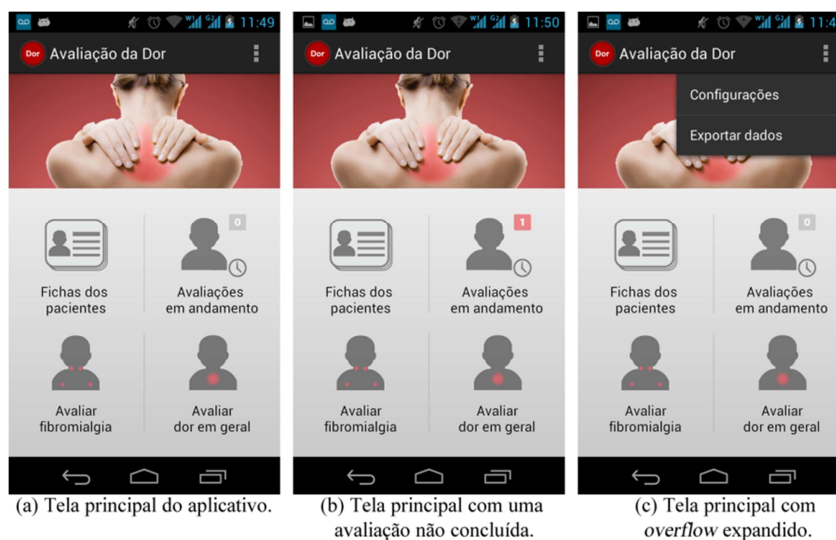 11:49
Dor Avaliação da Dor
Fichas dos
pacientes
0
Avaliações
em andamento
Avaliar
fibromialgia
Avaliar
dor em geral
(a) Tela principal do aplicativo.
11:50
Dor Avaliação da Dor
Fichas dos
pacientes
1
Avaliações
em andamento
Avaliar
fibromialgia
Avaliar
dor em geral
(b) Tela principal com uma
avaliação não concluída.
11:4
Dor Avaliação da Dor
Configurações
Exportar dados
Fichas dos
pacientes
0
Avaliações
em andamento
Avaliar
fibromialgia
Avaliar
dor em geral
(c) Tela principal com
overflow expandido.